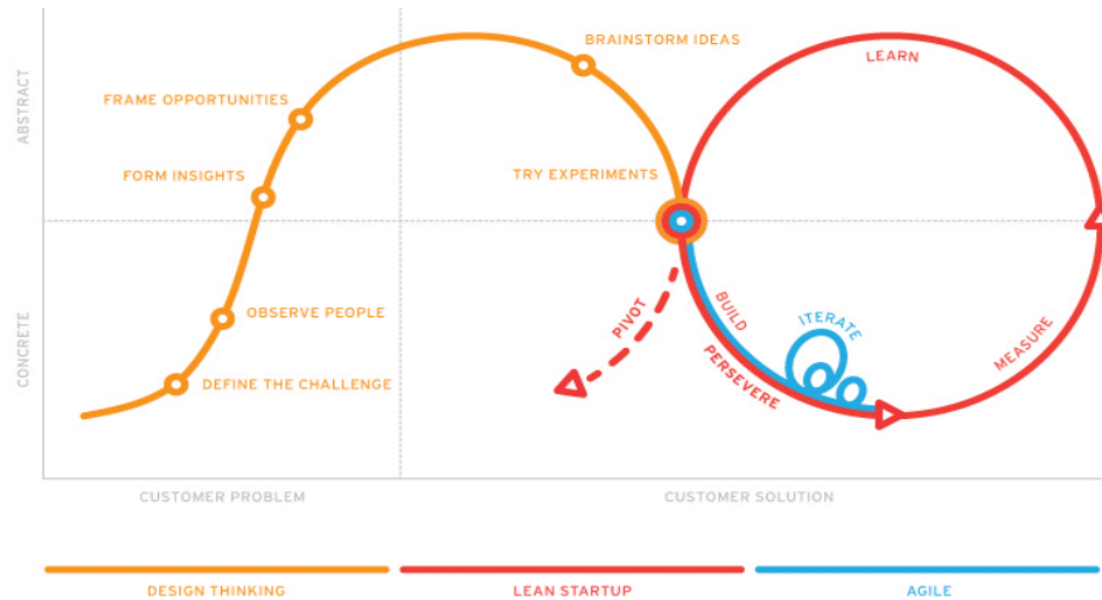 BRAINSTORM IDEAS
LEARN
ABSTRACT
FRAME OPPORTUNITIES
FORM INSIGHTS
TRY EXPERIMENTS
OBSERVE PEOPLE
PIVOT
BUILD
ITERATE
MEASURE
CONCRETE
PERSEVERE
DEFINE THE CHALLENGE
CUSTOMER PROBLEM
CUSTOMER SOLUTION
DESIGN THINKING
LEAN STARTUP
AGILE